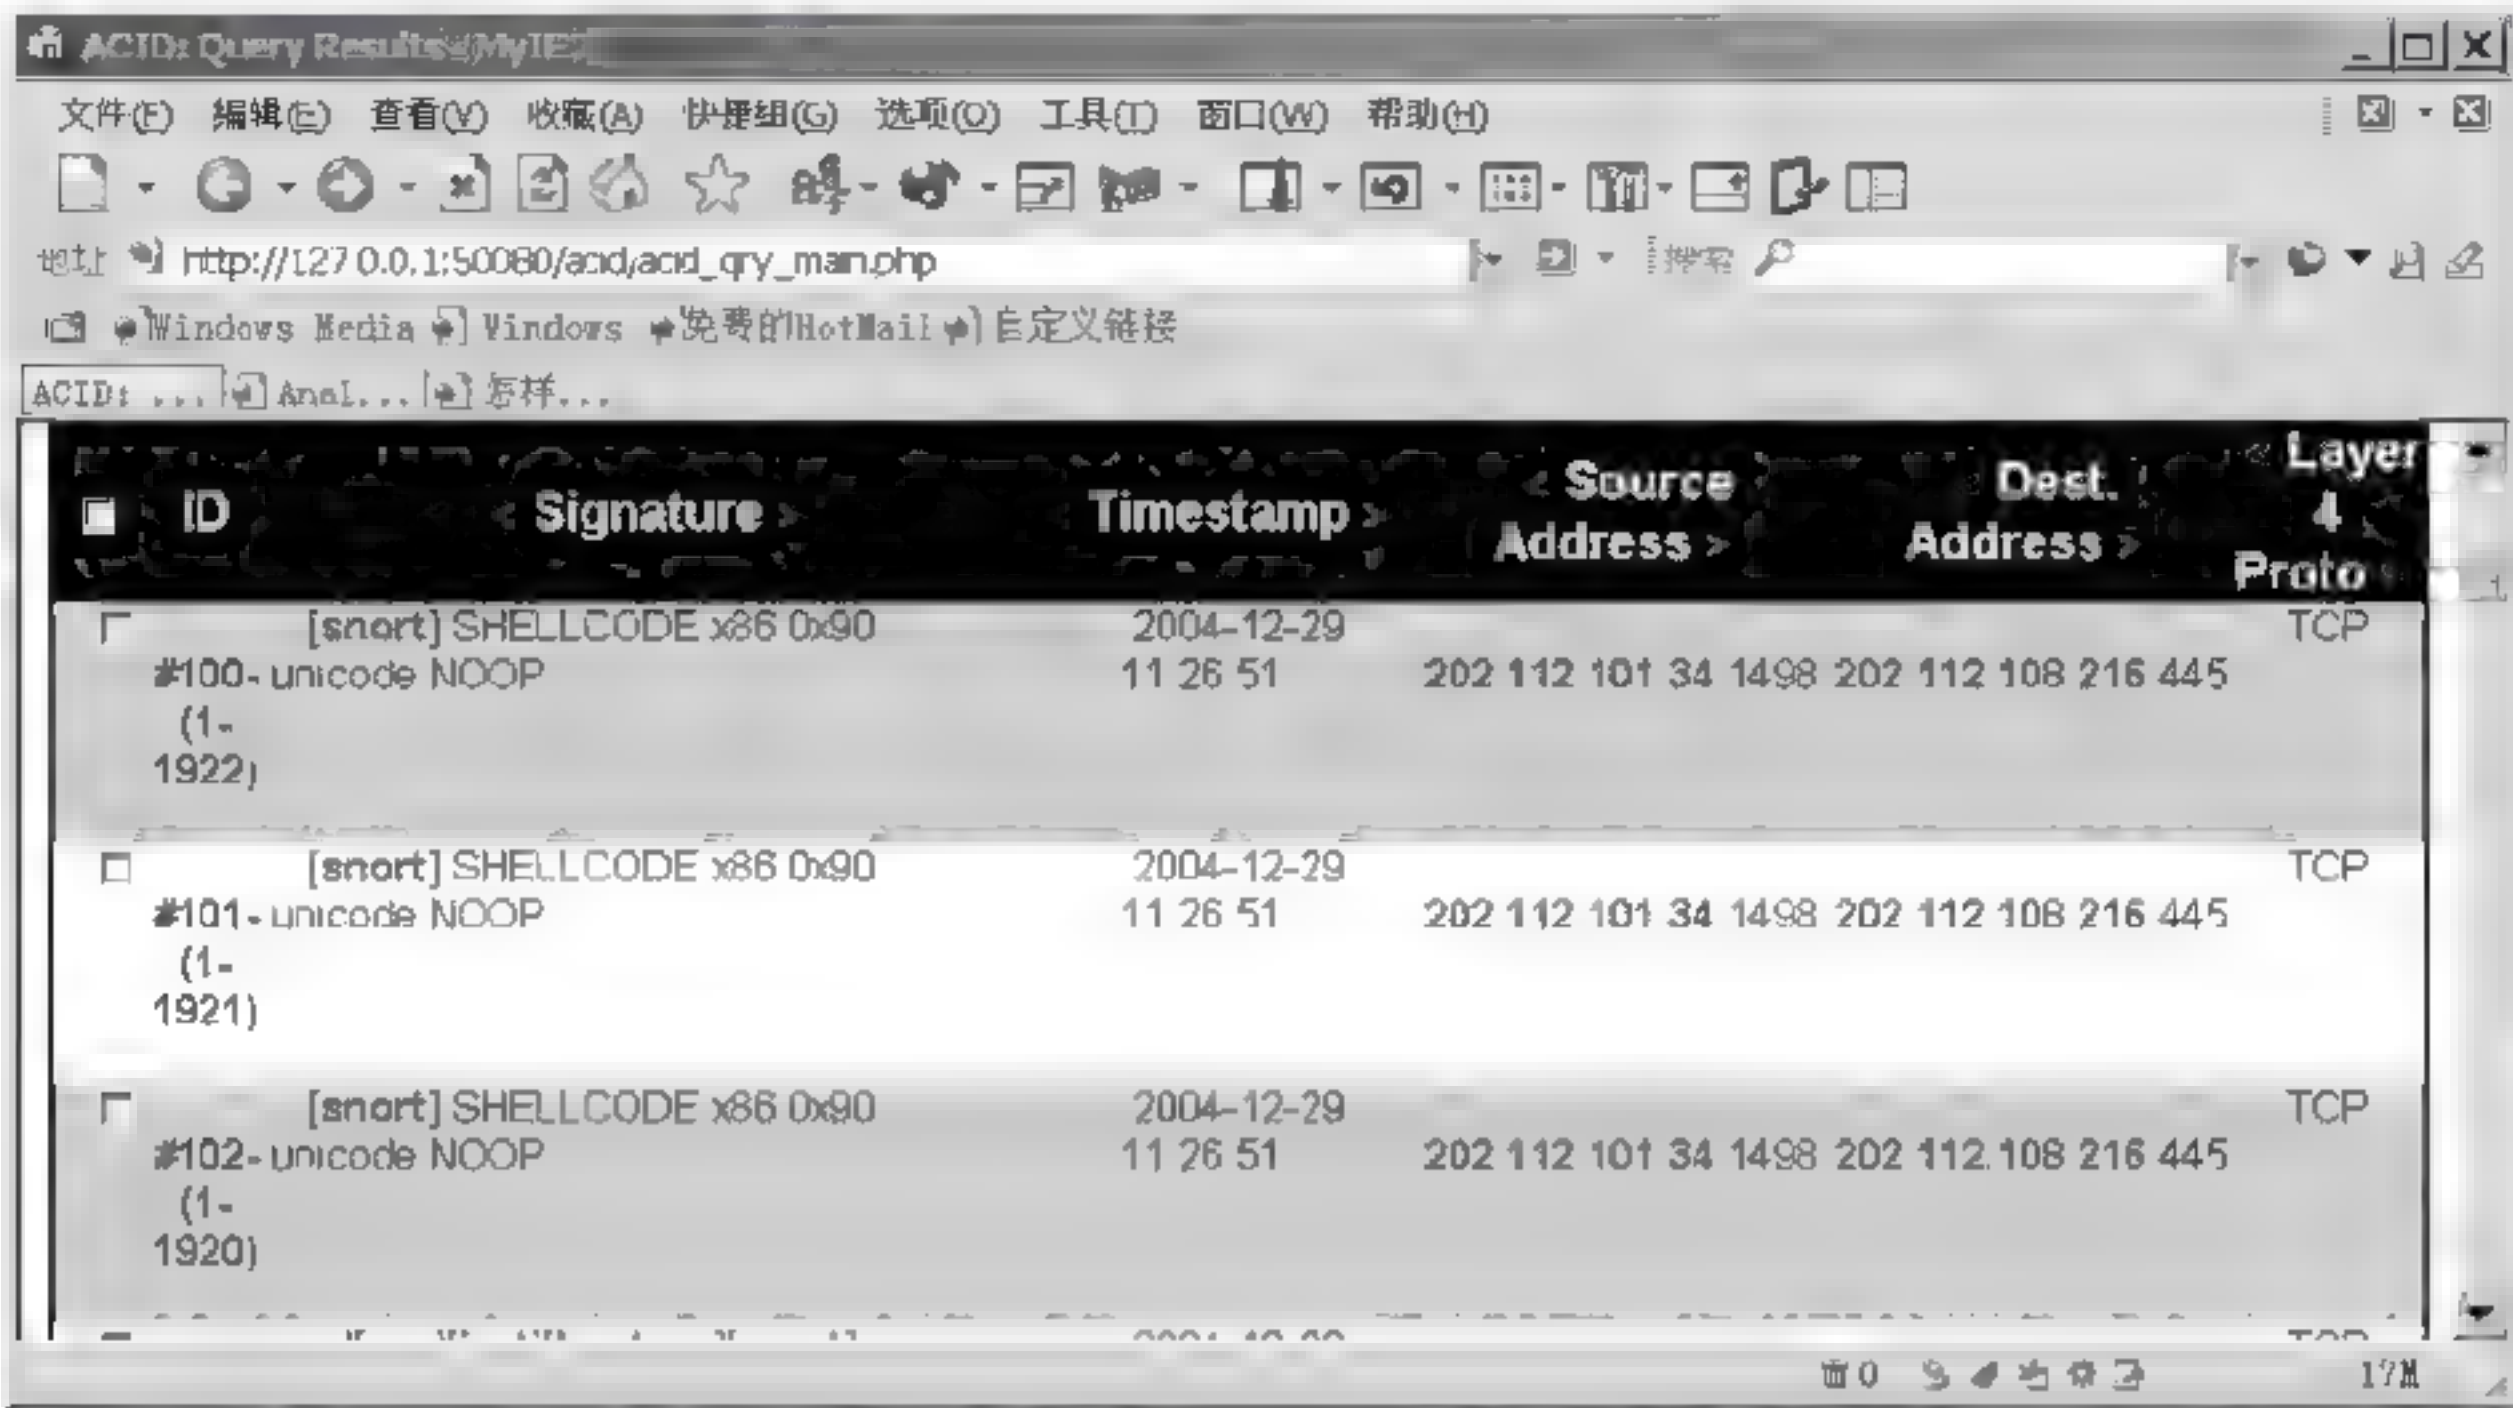 ACID: Query Results - [MyIE2]
文件(F) 编辑(E) 查看(V) 收藏(A) 快捷组(G) 选项(O) 工具(T) 窗口(W) 帮助(H)
地址 http://127.0.0.1:50080/acid/acid_qry_main.php 搜索
Windows Media Windows 免费的HotMail 自定义链接
ACID: ... Anal... 怎样...
ID < Signature > < Timestamp > < Source Address > < Dest. Address > < Layer 4 Proto >
[snort] SHELLCODE x86 0x90 2004-12-29 TCP
#100- unicode NOOP 11 26 51 202 112 101 34 1498 202 112 108 216 445
(1-
1922)
[snort] SHELLCODE x86 0x90 2004-12-29 TCP
#101- unicode NOOP 11 26 51 202 112 101 34 1498 202 112 108 216 445
(1-
1921)
[snort] SHELLCODE x86 0x90 2004-12-29 TCP
#102- unicode NOOP 11 26 51 202 112.108 216 445
(1-
1920)
0 17M